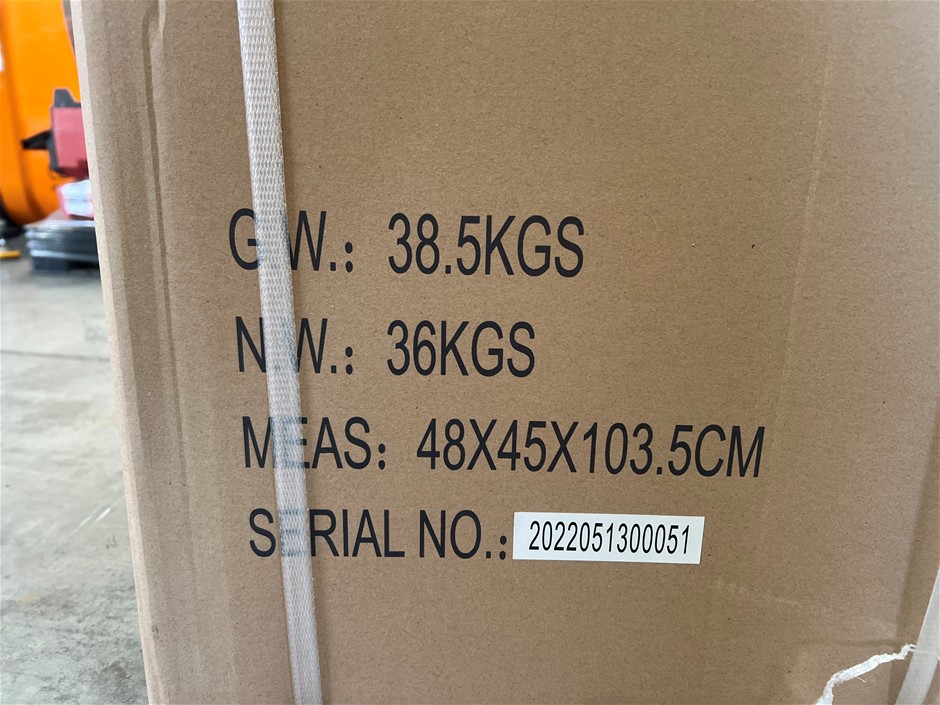 G.W.: 38.5KGS
N.W.: 36KGS
MEAS: 48X45X103.5CM
SERIAL NO.: 2022051300051